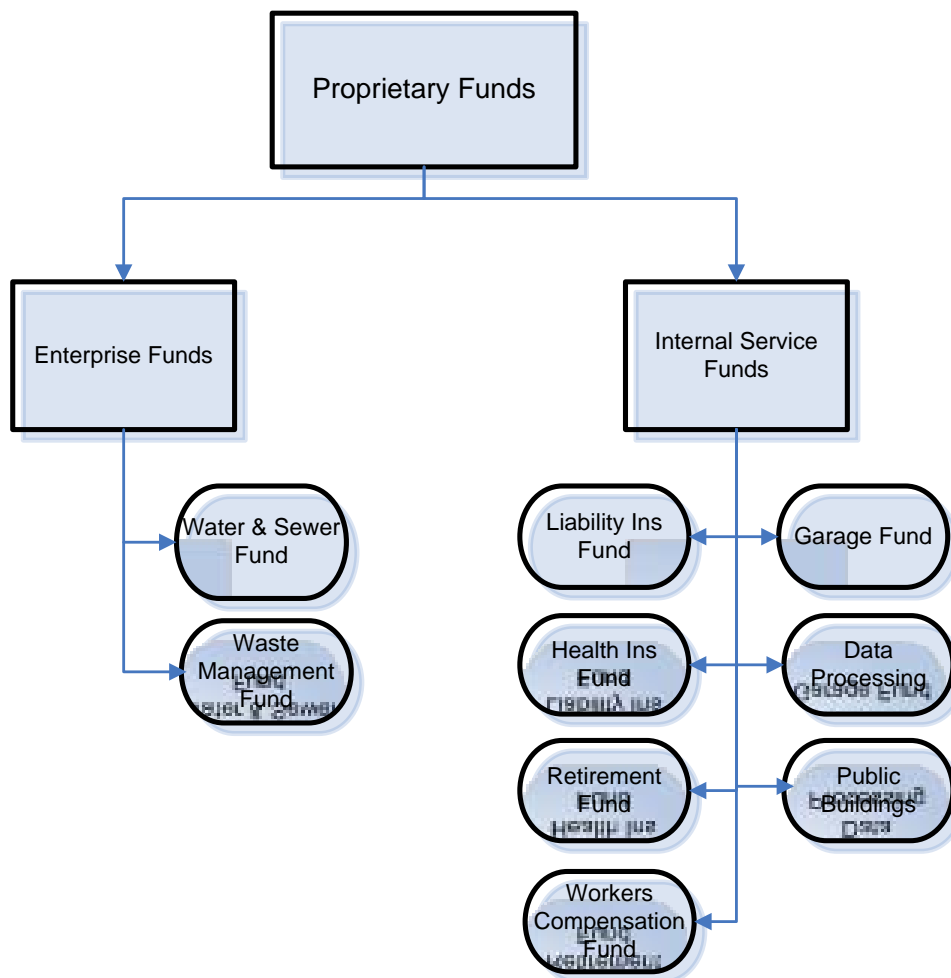 Proprietary Funds
Enterprise Funds
Internal Service
Funds
Water & Sewer
Fund
Liability Ins
Fund
Garage Fund
Waste
Management
Fund
Health Ins
Fund
Data
Processing
Retirement
Fund
Public
Buildings
Workers
Compensation
Fund